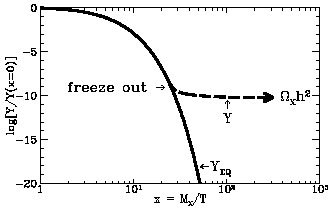 0
−5
−10
−15
−20
log[Y/Y(x=0)]
freeze out
Ωₓh²
Y
Y_EQ
1 10¹ 10² 10³
x = Mₓ/T